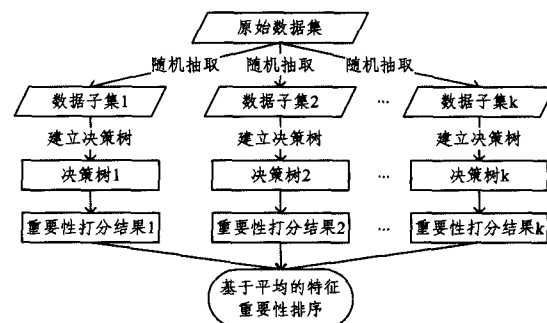 原始数据集
随机抽取 随机抽取 随机抽取
数据子集1 数据子集2 … 数据子集k
建立决策树 建立决策树 建立决策树
决策树1 决策树2 … 决策树k
重要性打分结果1 重要性打分结果2 … 重要性打分结果k
基于平均的特征
重要性排序